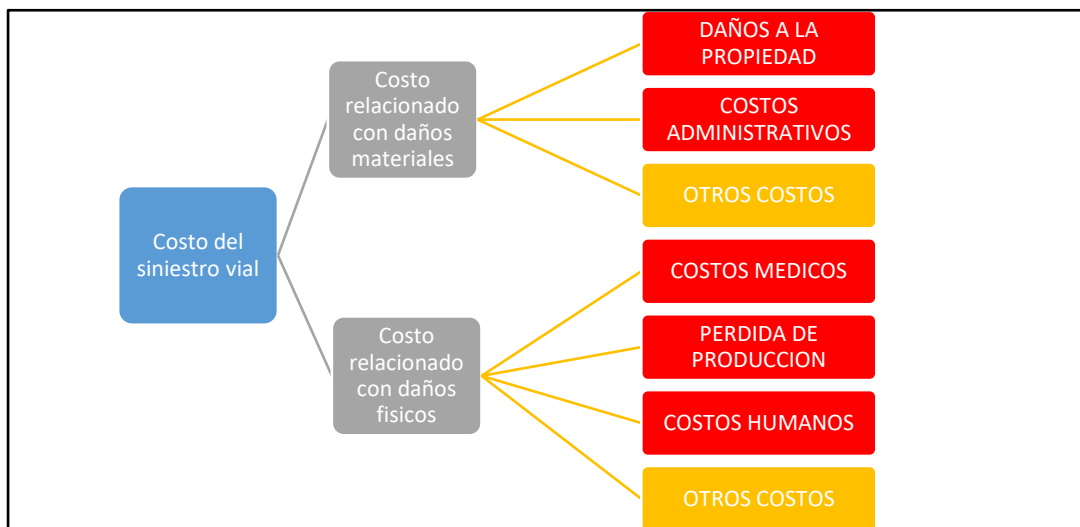 Costo del
siniestro vial
Costo
relacionado
con daños
materiales
DAÑOS A LA
PROPIEDAD
COSTOS
ADMINISTRATIVOS
OTROS COSTOS
Costo
relacionado
con daños
fisicos
COSTOS MEDICOS
PERDIDA DE
PRODUCCION
COSTOS HUMANOS
OTROS COSTOS